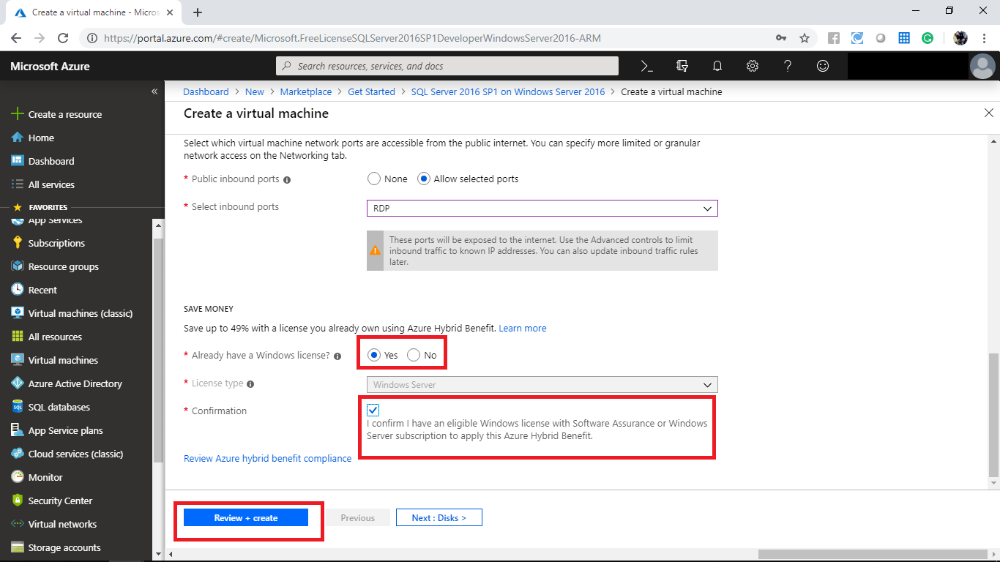 Create a virtual machine - Micros
https://portal.azure.com/#create/Microsoft.FreeLicenseSQLServer2016SP1DeveloperWindowsServer2016-ARM
Microsoft Azure
Search resources, services, and docs
Dashboard > New > Marketplace > Get Started > SQL Server 2016 SP1 on Windows Server 2016 > Create a virtual machine
Create a virtual machine
Create a resource
Home
Dashboard
All services
FAVORITES
App Services
Subscriptions
Resource groups
Recent
Virtual machines (classic)
All resources
Virtual machines
Azure Active Directory
SQL databases
App Service plans
Cloud services (classic)
Monitor
Security Center
Virtual networks
Storage accounts
Select which virtual machine network ports are accessible from the public internet. You can specify more limited or granular
network access on the Networking tab.
* Public inbound ports None Allow selected ports
* Select inbound ports RDP
These ports will be exposed to the internet. Use the Advanced controls to limit
inbound traffic to known IP addresses. You can also update inbound traffic rules
later.
SAVE MONEY
Save up to 49% with a license you already own using Azure Hybrid Benefit. Learn more
* Already have a Windows license? Yes No
* License type Windows Server
* Confirmation
I confirm I have an eligible Windows license with Software Assurance or Windows
Server subscription to apply this Azure Hybrid Benefit.
Review Azure hybrid benefit compliance
Review + create Previous Next : Disks >